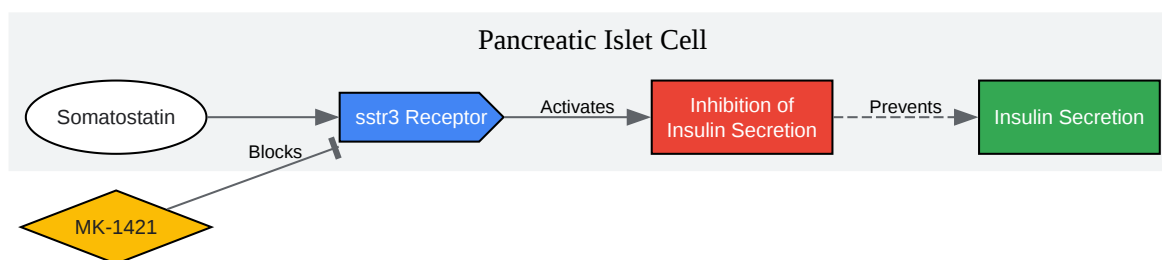 Pancreatic Islet Cell
Somatostatin
sstr3 Receptor
Activates
Inhibition of
Insulin Secretion
Prevents
Insulin Secretion
Blocks
MK-1421